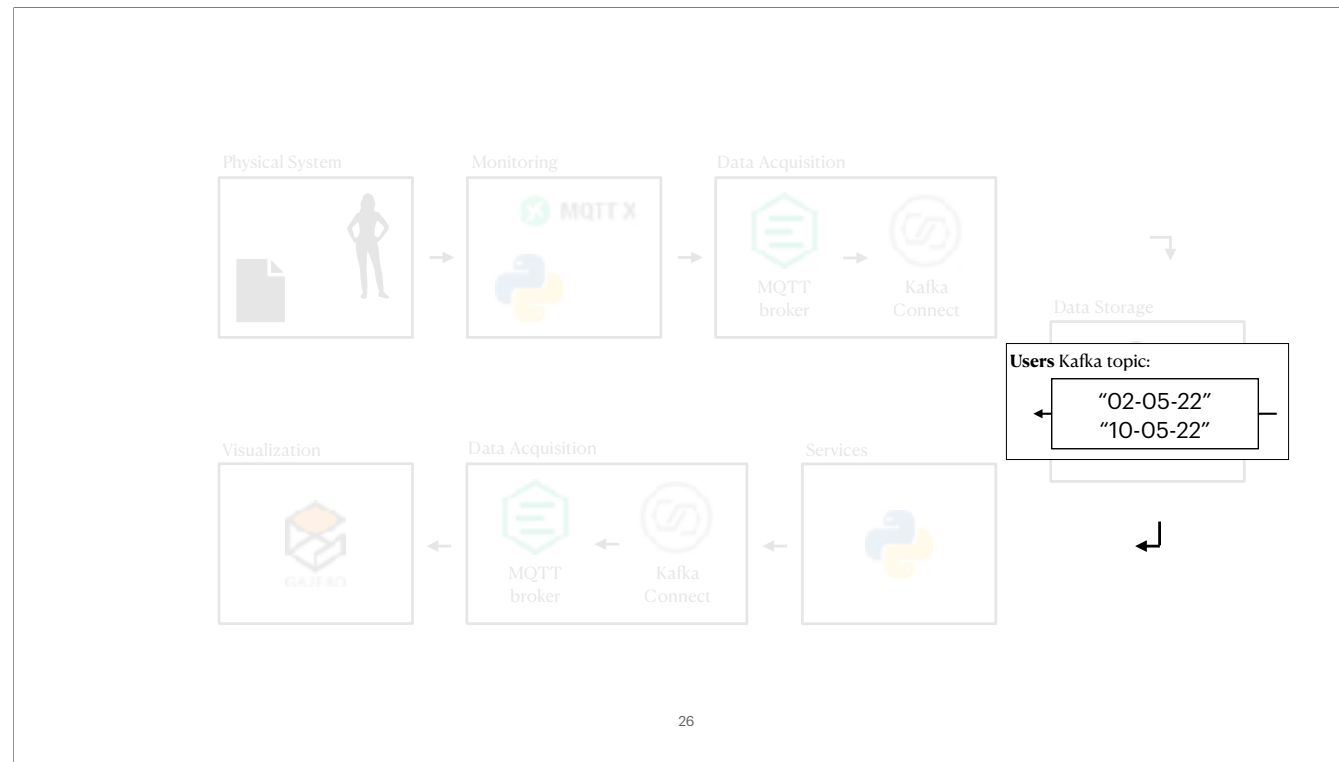 Physical System
Monitoring
Data Acquisition
MQTT X
MQTT
broker
Kafka
Connect
Data Storage
Users Kafka topic:
“02-05-22”
“10-05-22”
Visualization
Data Acquisition
Services
GAZEBO
MQTT
broker
Kafka
Connect
26